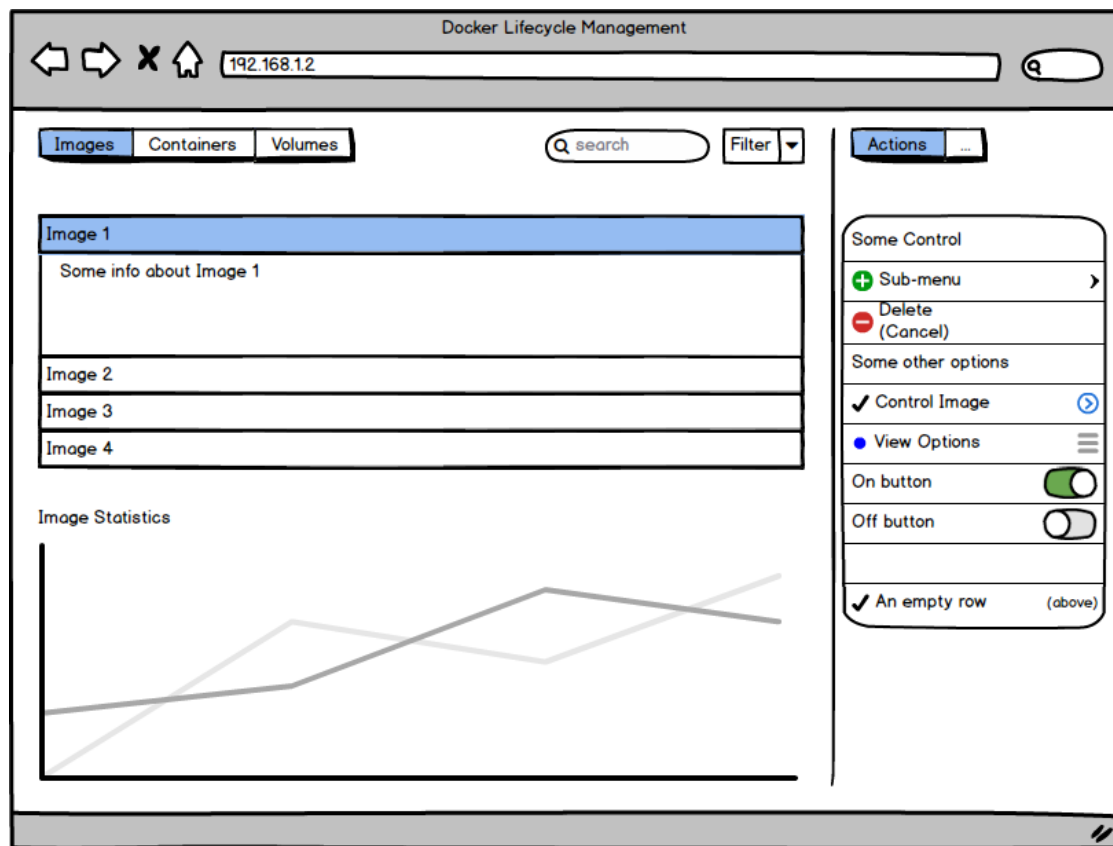 Docker Lifecycle Management
192.168.1.2
Images Containers Volumes
search
Filter
Actions ...
Image 1
Some info about Image 1
Image 2
Image 3
Image 4
Image Statistics
Some Control
Sub-menu
Delete
(Cancel)
Some other options
Control Image
View Options
On button
Off button
An empty row (above)